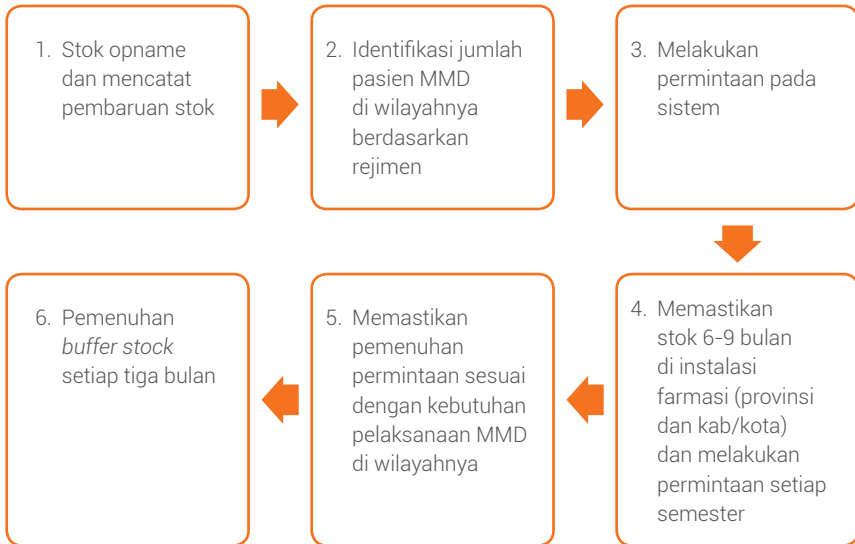 1. Stok opname
dan mencatat
pembaruan stok
2. Identifikasi jumlah
pasien MMD
di wilayahnya
berdasarkan
rejimen
3. Melakukan
permintaan pada
sistem
4. Memastikan
stok 6-9 bulan
di instalasi
farmasi (provinsi
dan kab/kota)
dan melakukan
permintaan setiap
semester
5. Memastikan
pemenuhan
permintaan sesuai
dengan kebutuhan
pelaksanaan MMD
di wilayahnya
6. Pemenuhan
buffer stock
setiap tiga bulan